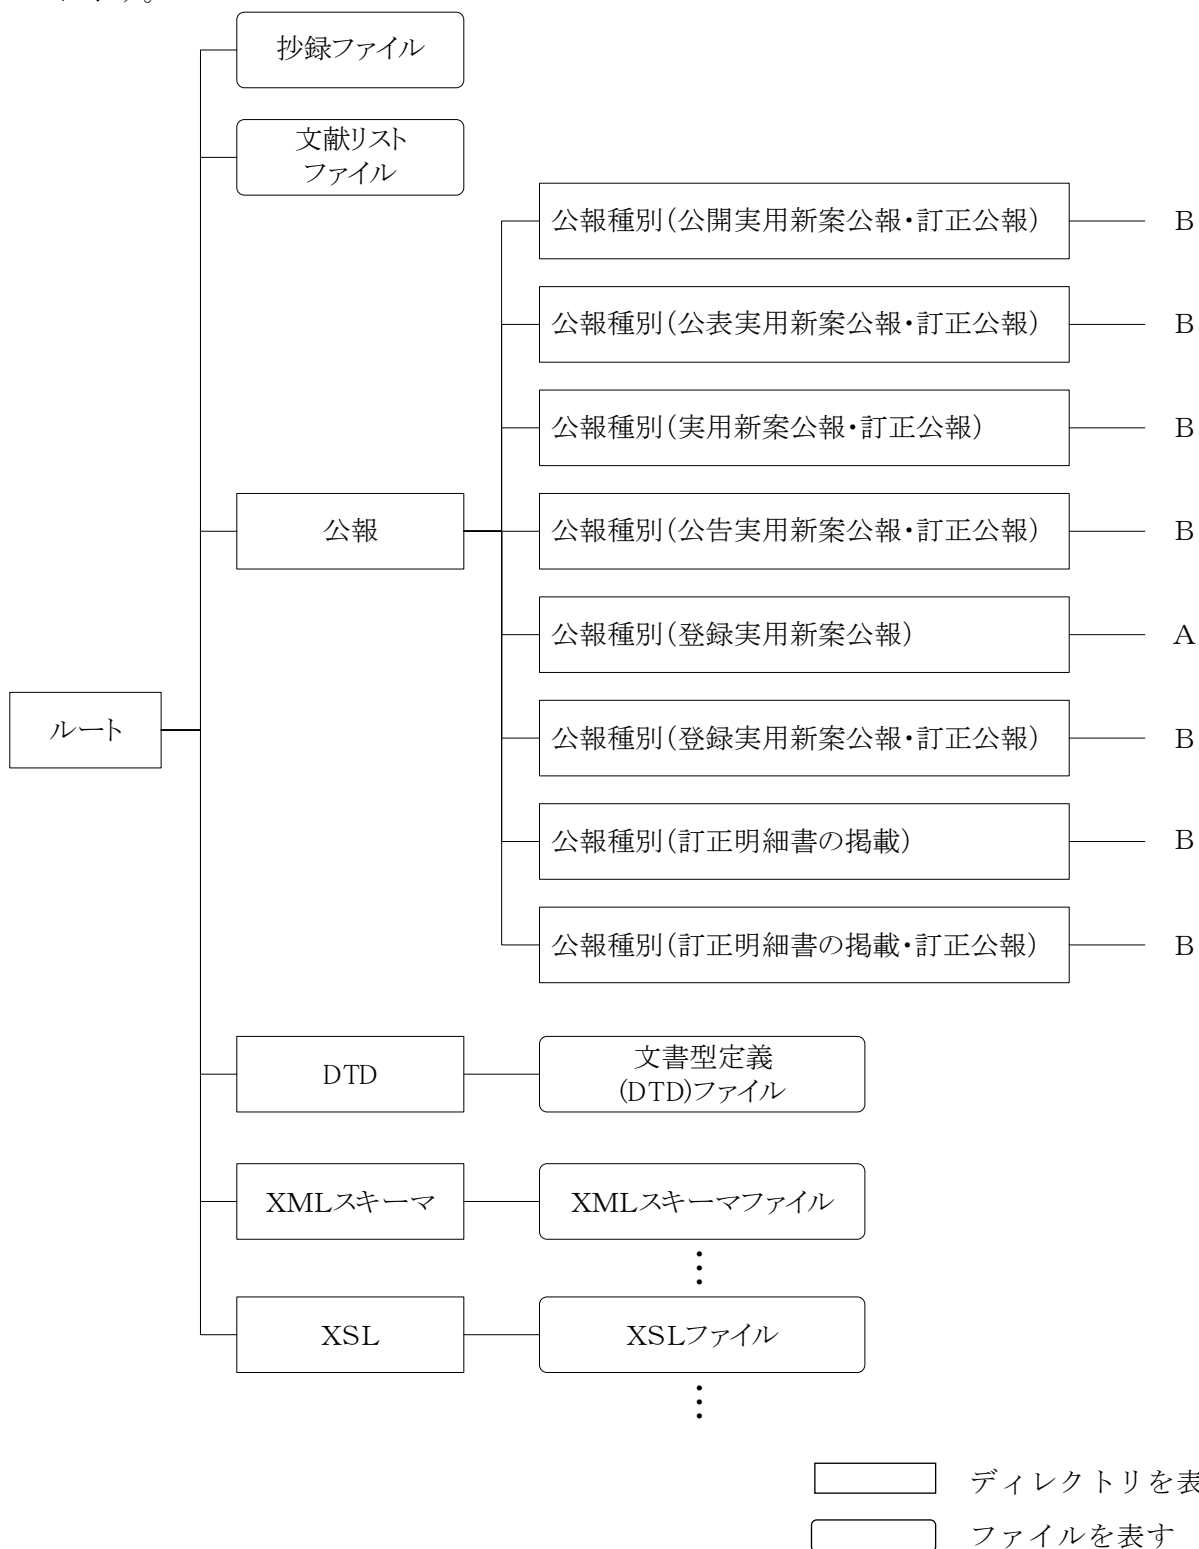 抄録ファイル
文献リスト
ファイル
公報種別(公開実用新案公報・訂正公報)
B
公報種別(公表実用新案公報・訂正公報)
B
公報種別(実用新案公報・訂正公報)
B
公報
公報種別(公告実用新案公報・訂正公報)
B
公報種別(登録実用新案公報)
A
ルート
公報種別(登録実用新案公報・訂正公報)
B
公報種別(訂正明細書の掲載)
B
公報種別(訂正明細書の掲載・訂正公報)
B
DTD
文書型定義
(DTD)ファイル
XMLスキーマ
XMLスキーマファイル
XSL
XSLファイル
ディレクトリを表
ファイルを表す